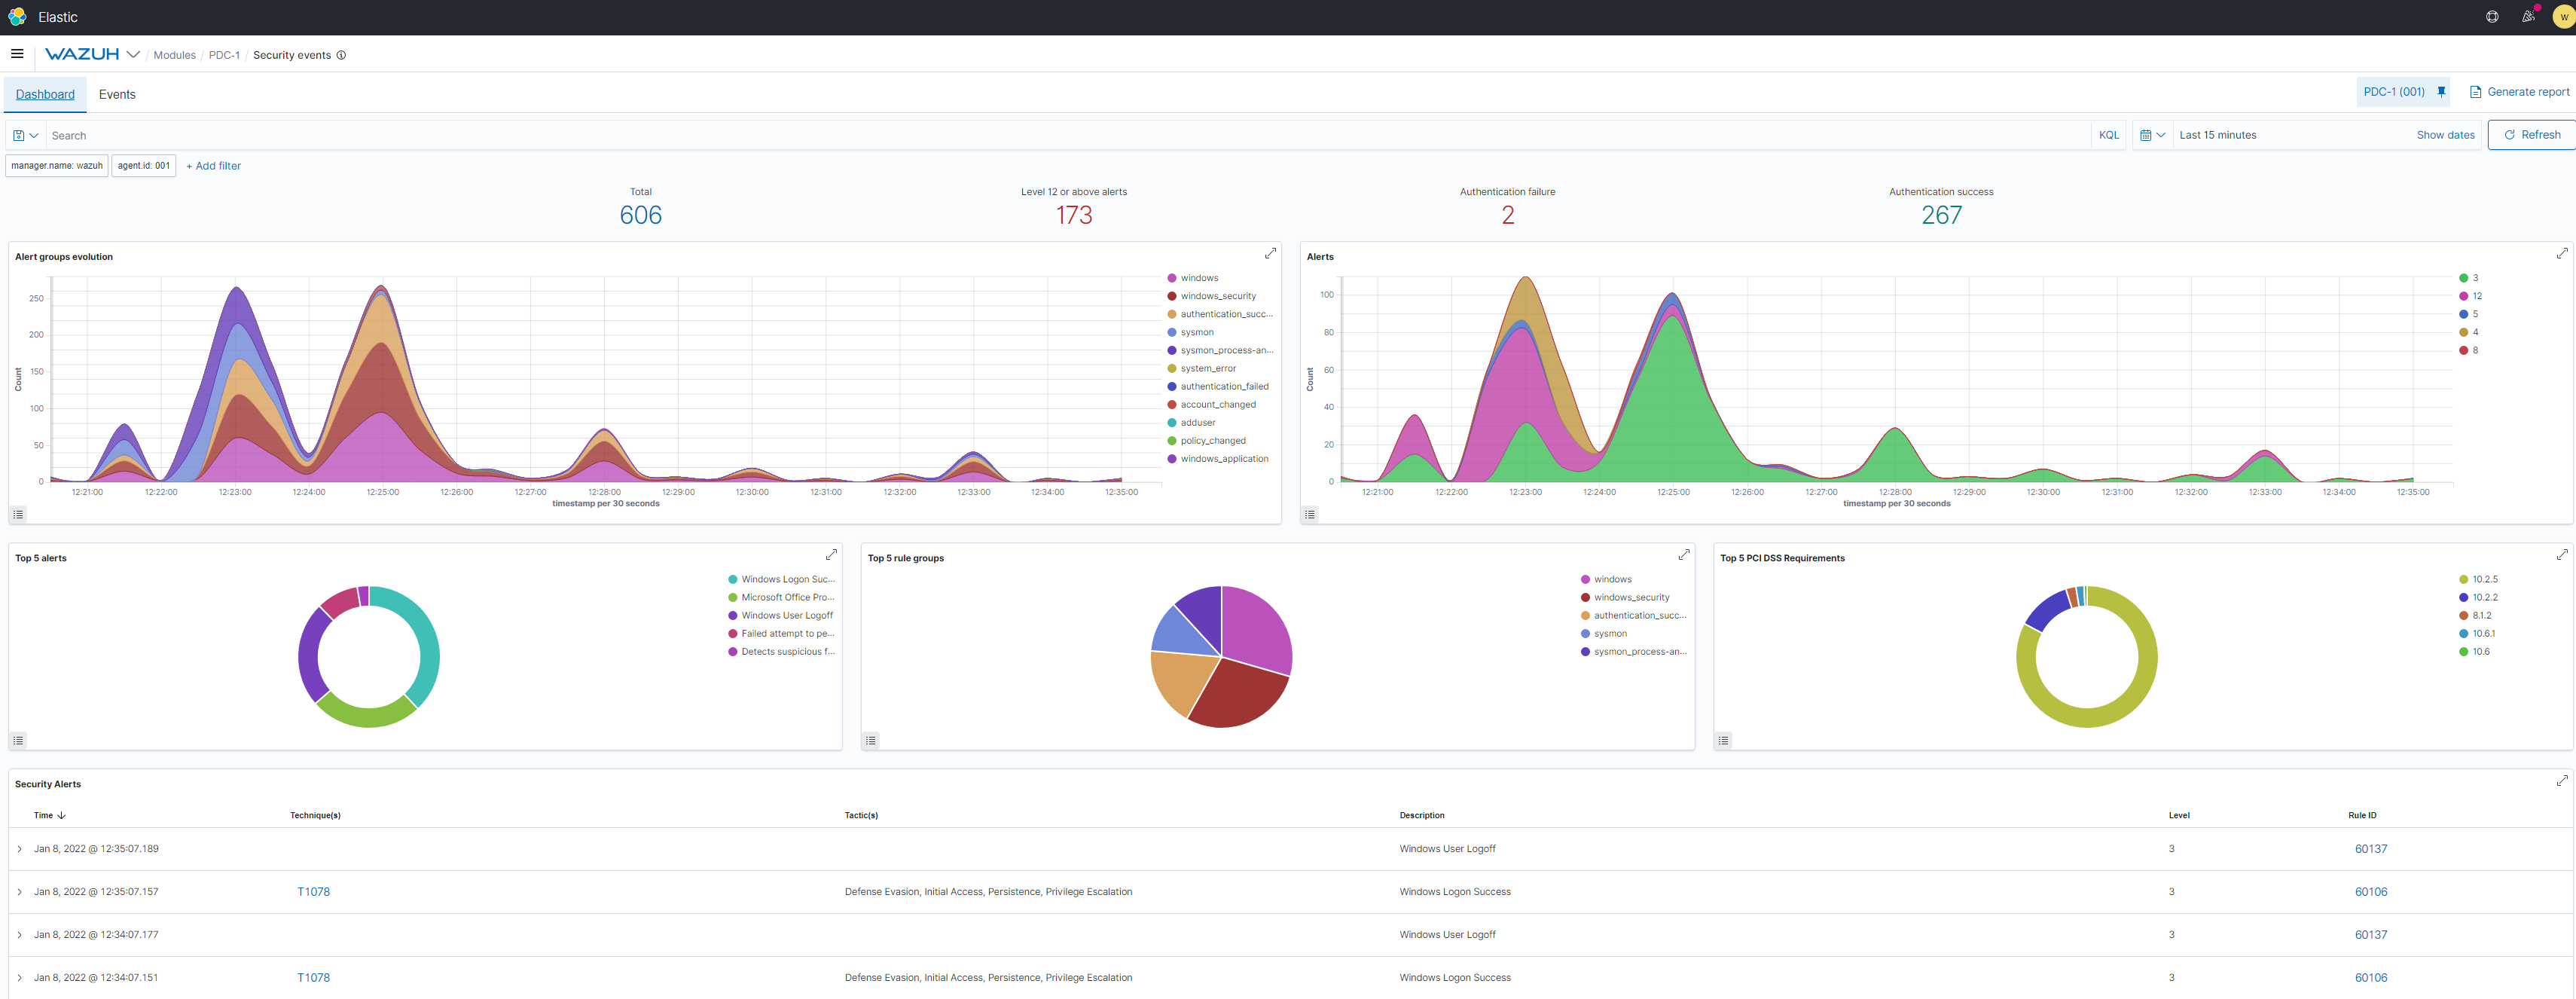 Elastic
W
WAZUH / Modules / PDC-1 / Security events
Dashboard Events PDC-1 (001) Generate report
Search KQL Last 15 minutes Show dates Refresh
manager.name: wazuh agent.id: 001 + Add filter
Total Level 12 or above alerts Authentication failure Authentication success
606 173 2 267
Alert groups evolution
Count
250
200
150
100
50
0
12:21:00 12:22:00 12:23:00 12:24:00 12:25:00 12:26:00 12:27:00 12:28:00 12:29:00 12:30:00 12:31:00 12:32:00 12:33:00 12:34:00 12:35:00
timestamp per 30 seconds
windows
windows_security
authentication_succ...
sysmon
sysmon_process-an...
system_error
authentication_failed
account_changed
adduser
policy_changed
windows_application
Alerts
Count
100
80
60
40
20
0
12:21:00 12:22:00 12:23:00 12:24:00 12:25:00 12:26:00 12:27:00 12:28:00 12:29:00 12:30:00 12:31:00 12:32:00 12:33:00 12:34:00 12:35:00
timestamp per 30 seconds
3
12
5
4
8
Top 5 alerts
Windows Logon Suc...
Microsoft Office Pro...
Windows User Logoff
Failed attempt to pe...
Detects suspicious f...
Top 5 rule groups
windows
windows_security
authentication_succ...
sysmon
sysmon_process-an...
Top 5 PCI DSS Requirements
10.2.5
10.2.2
8.1.2
10.6.1
10.6
Security Alerts
Time Technique(s) Tactic(s) Description Level Rule ID
Jan 8, 2022 @ 12:35:07.189 Windows User Logoff 3 60137
Jan 8, 2022 @ 12:35:07.157 T1078 Defense Evasion, Initial Access, Persistence, Privilege Escalation Windows Logon Success 3 60106
Jan 8, 2022 @ 12:34:07.177 Windows User Logoff 3 60137
Jan 8, 2022 @ 12:34:07.151 T1078 Defense Evasion, Initial Access, Persistence, Privilege Escalation Windows Logon Success 3 60106